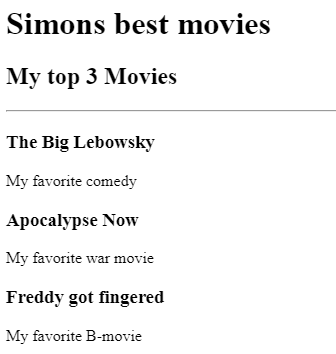 Simons best movies
My top 3 Movies
The Big Lebowsky
My favorite comedy
Apocalypse Now
My favorite war movie
Freddy got fingered
My favorite B-movie